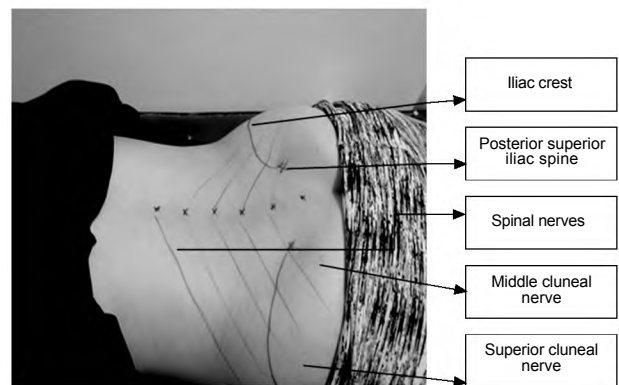 Iliac crest
Posterior superior
iliac spine
Spinal nerves
Middle cluneal
nerve
Superior cluneal
nerve